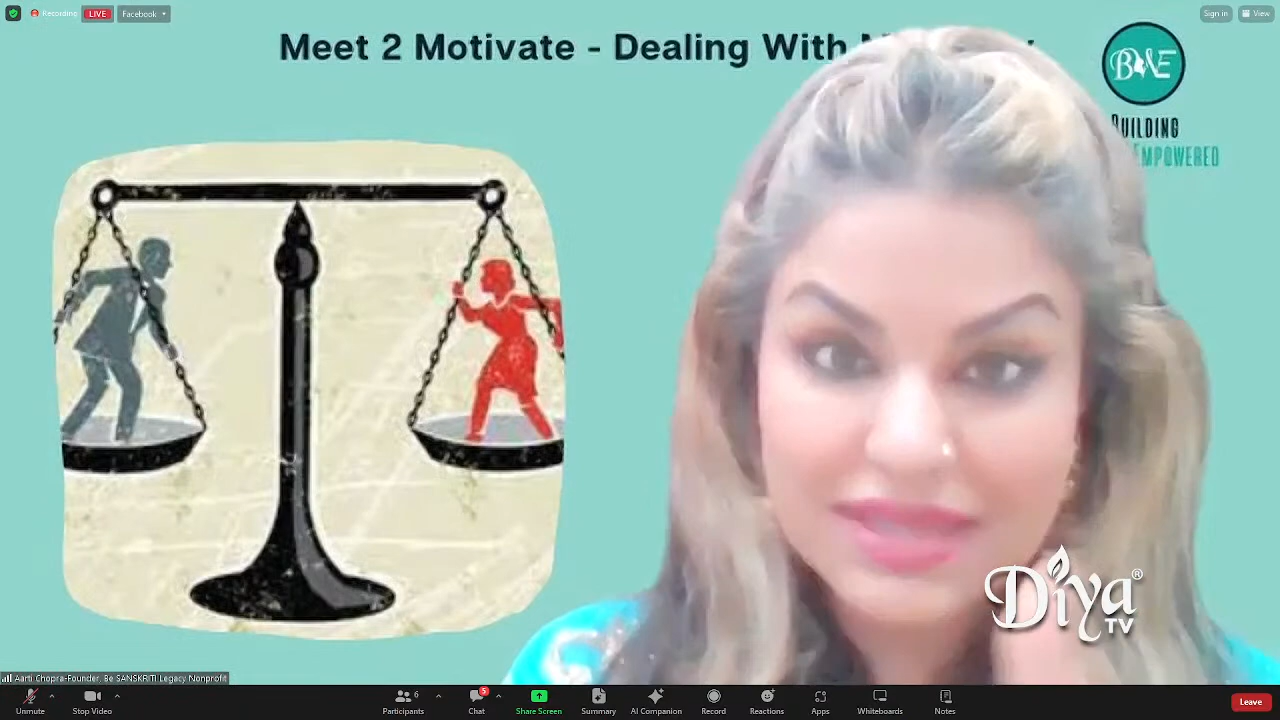 Recording
LIVE
Facebook
Sign in
View
Meet 2 Motivate - Dealing With
BWE
BUILDING
EMPOWERED
Diya®
TV
Aarti Chopra-Founder, Be SANSKRITI Legacy Nonprofit
Unmute
Stop Video
Participants
6
Chat
5
Share Screen
Summary
AI Companion
Record
Reactions
Apps
Whiteboards
Notes
Leave